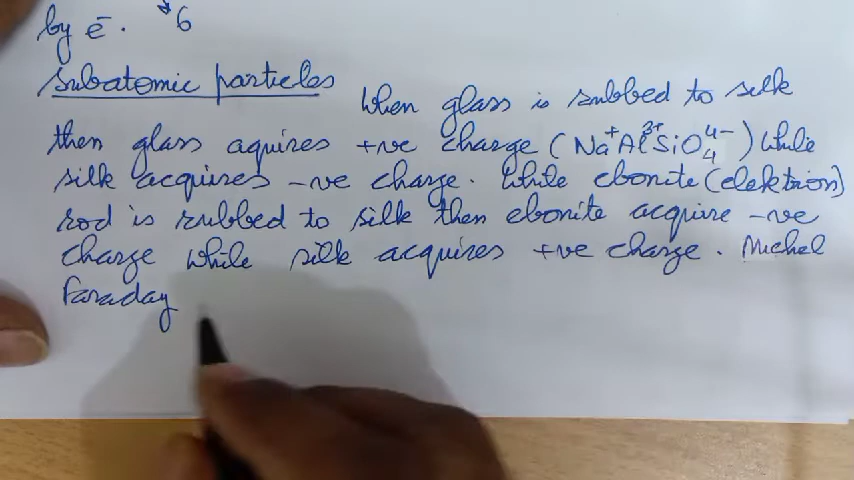 by e⁻. → 6
subatomic particles When glass is rubbed to silk
then glass aquires +ve charge (Na⁺Al³⁺SiO₄⁴⁻) While
silk acquires -ve charge. While ebonite (elektrion)
rod is rubbed to silk then ebonite acquire -ve
charge while silk acquires +ve charge. Michel
Faraday